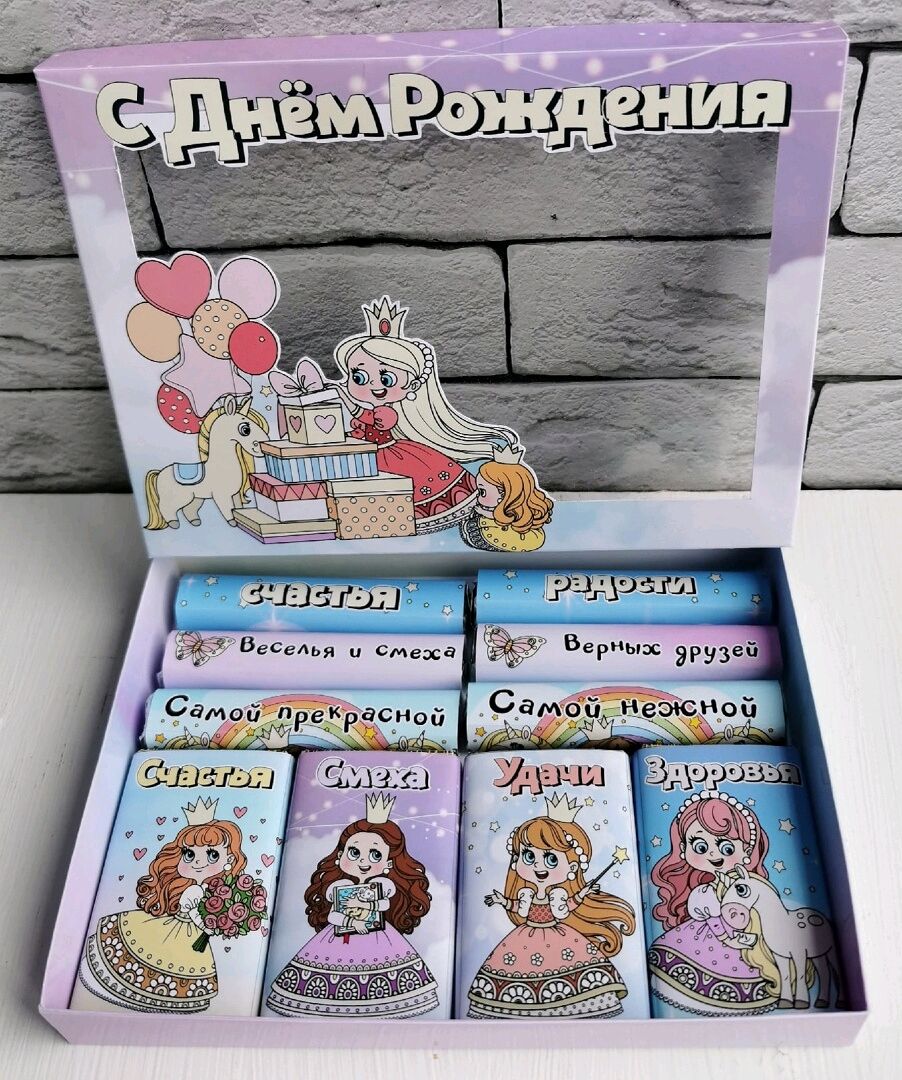 С Днём Рождения
счастья
радости
Веселья и смеха
Верных друзей
Самой прекрасной
Самой нежной
Счастья
Смеха
Удачи
Здоровья